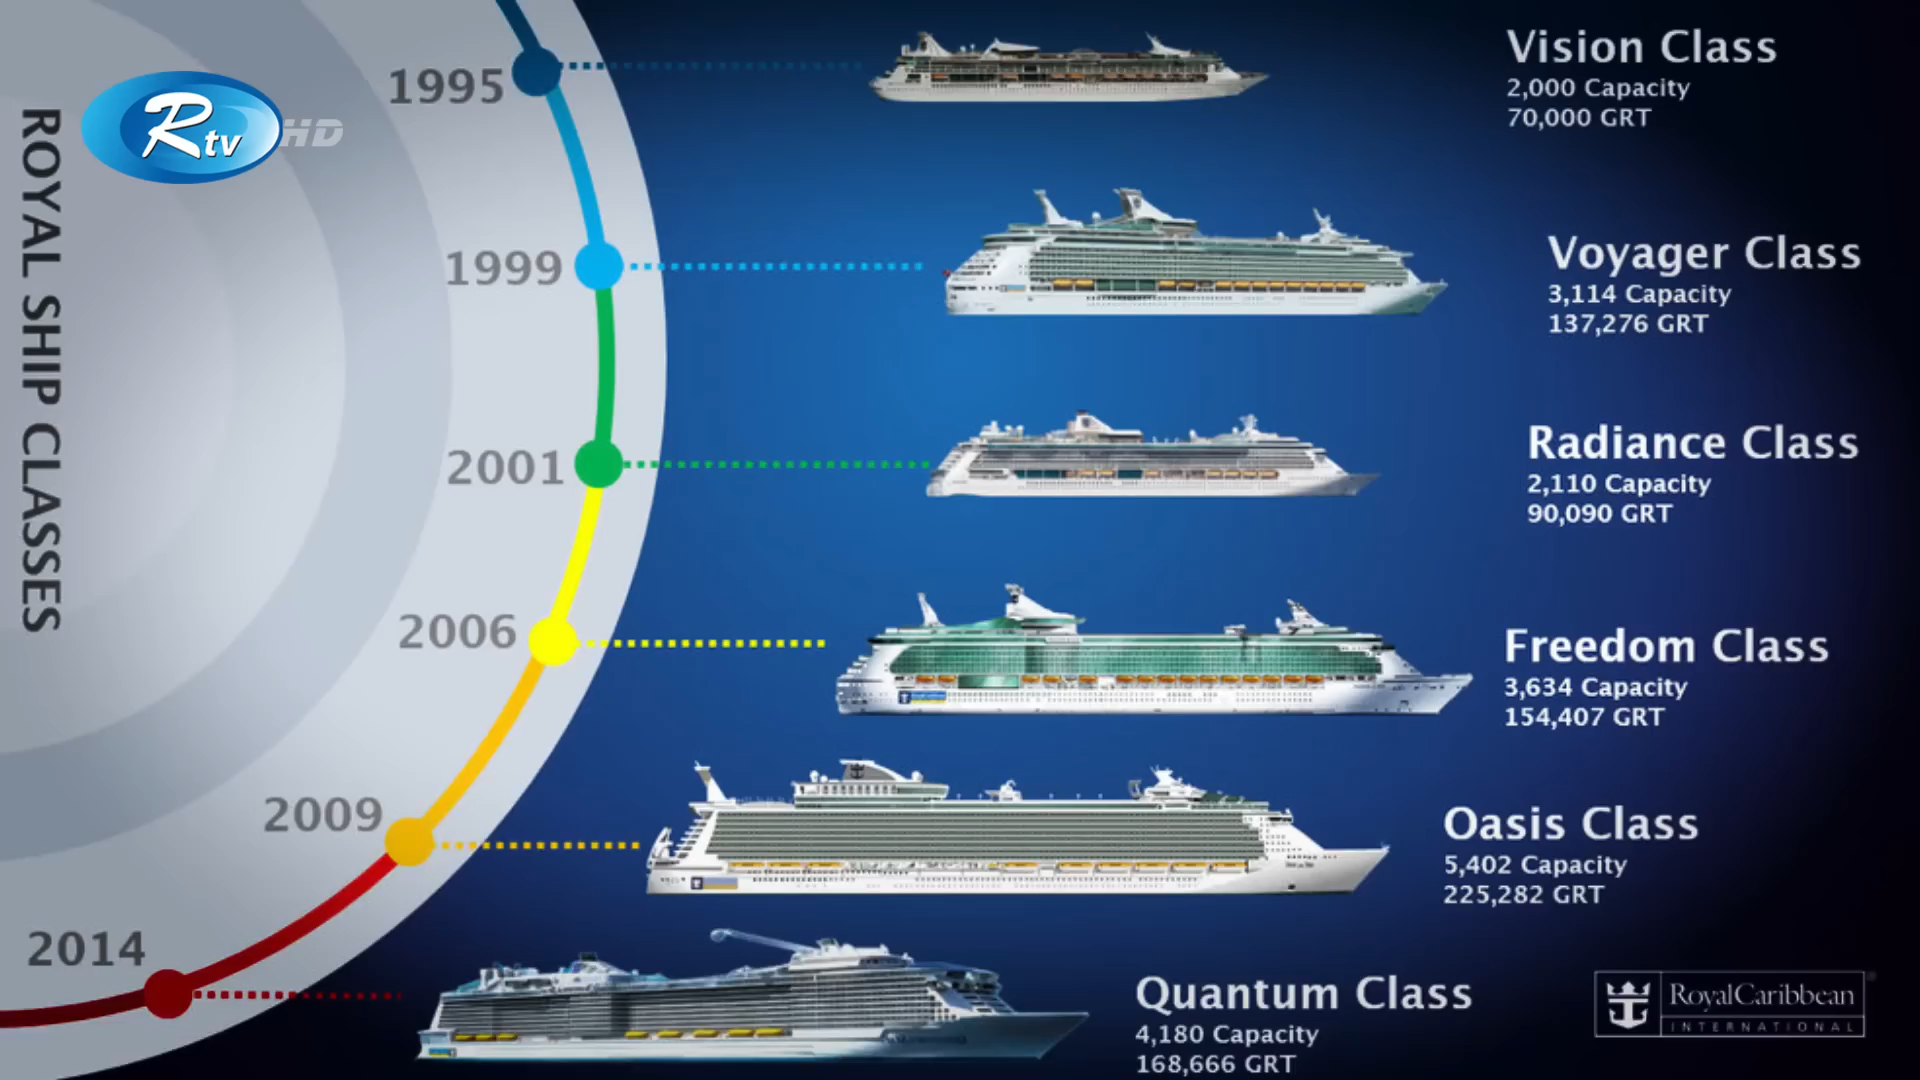 ROYAL SHIP CLASSES
Rtv HD
1995
Vision Class
2,000 Capacity
70,000 GRT
1999
Voyager Class
3,114 Capacity
137,276 GRT
2001
Radiance Class
2,110 Capacity
90,090 GRT
2006
Freedom Class
3,634 Capacity
154,407 GRT
2009
Oasis Class
5,402 Capacity
225,282 GRT
2014
Quantum Class
4,180 Capacity
168,666 GRT
RoyalCaribbean®
INTERNATIONAL